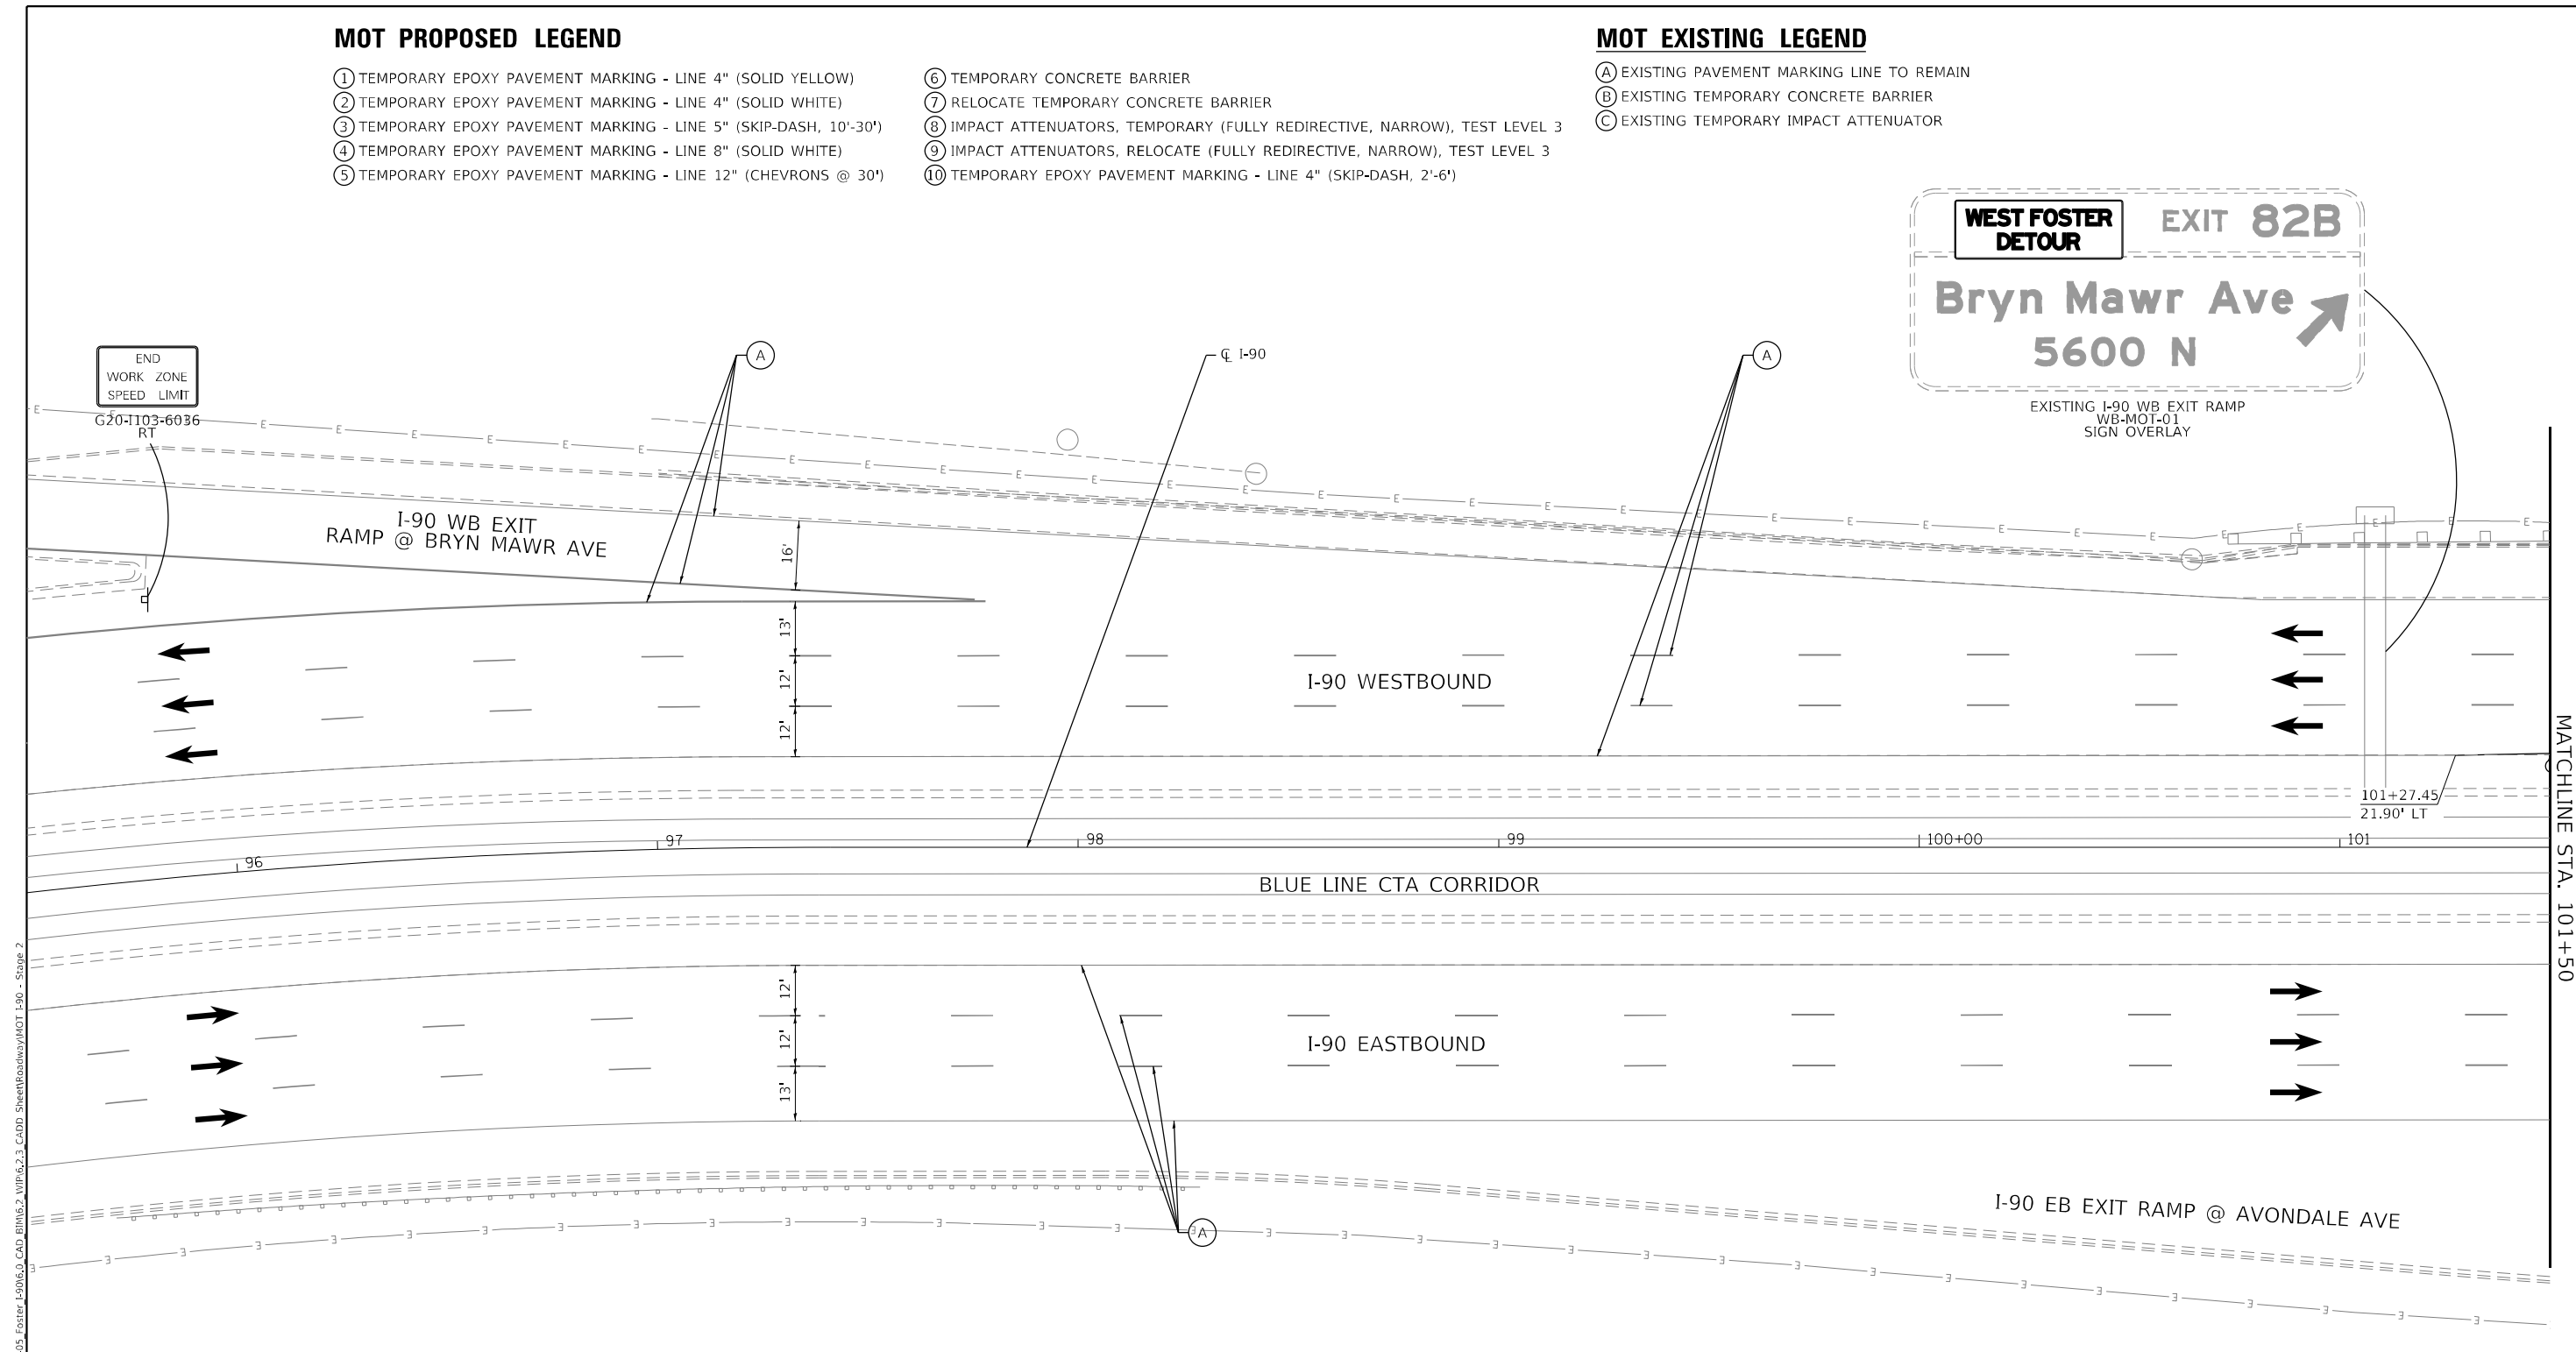 MOT PROPOSED LEGEND
1 TEMPORARY EPOXY PAVEMENT MARKING - LINE 4" (SOLID YELLOW)
2 TEMPORARY EPOXY PAVEMENT MARKING - LINE 4" (SOLID WHITE)
3 TEMPORARY EPOXY PAVEMENT MARKING - LINE 5" (SKIP-DASH, 10'-30')
4 TEMPORARY EPOXY PAVEMENT MARKING - LINE 8" (SOLID WHITE)
5 TEMPORARY EPOXY PAVEMENT MARKING - LINE 12" (CHEVRONS @ 30')
6 TEMPORARY CONCRETE BARRIER
7 RELOCATE TEMPORARY CONCRETE BARRIER
8 IMPACT ATTENUATORS, TEMPORARY (FULLY REDIRECTIVE, NARROW), TEST LEVEL 3
9 IMPACT ATTENUATORS, RELOCATE (FULLY REDIRECTIVE, NARROW), TEST LEVEL 3
10 TEMPORARY EPOXY PAVEMENT MARKING - LINE 4" (SKIP-DASH, 2'-6')
MOT EXISTING LEGEND
A EXISTING PAVEMENT MARKING LINE TO REMAIN
B EXISTING TEMPORARY CONCRETE BARRIER
C EXISTING TEMPORARY IMPACT ATTENUATOR
WEST FOSTER
DETOUR
EXIT 82B
Bryn Mawr Ave
5600 N
EXISTING I-90 WB EXIT RAMP
WB-MOT-01
SIGN OVERLAY
END
WORK ZONE
SPEED LIMIT
G20-I103-6036
RT
A
℄ I-90
A
I-90 WB EXIT
RAMP @ BRYN MAWR AVE
16'
13'
12'
12'
I-90 WESTBOUND
101+27.45
21.90' LT
96
97
98
99
100+00
101
BLUE LINE CTA CORRIDOR
12'
12'
13'
I-90 EASTBOUND
A
I-90 EB EXIT RAMP @ AVONDALE AVE
MATCHLINE STA. 101+50